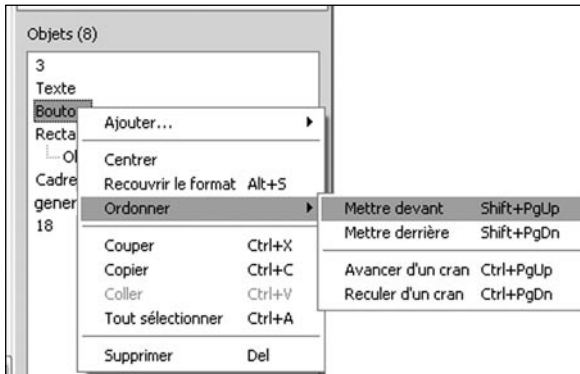 Objets (8)
3
Texte
Bouto
Recta
Ol
Cadre
gener
18
Ajouter...
Centrer
Recouvrir le format Alt+S
Ordonner
Couper Ctrl+X
Copier Ctrl+C
Coller Ctrl+V
Tout sélectionner Ctrl+A
Supprimer Del
Mettre devant Shift+PgUp
Mettre derrière Shift+PgDn
Avancer d'un cran Ctrl+PgUp
Reculer d'un cran Ctrl+PgDn